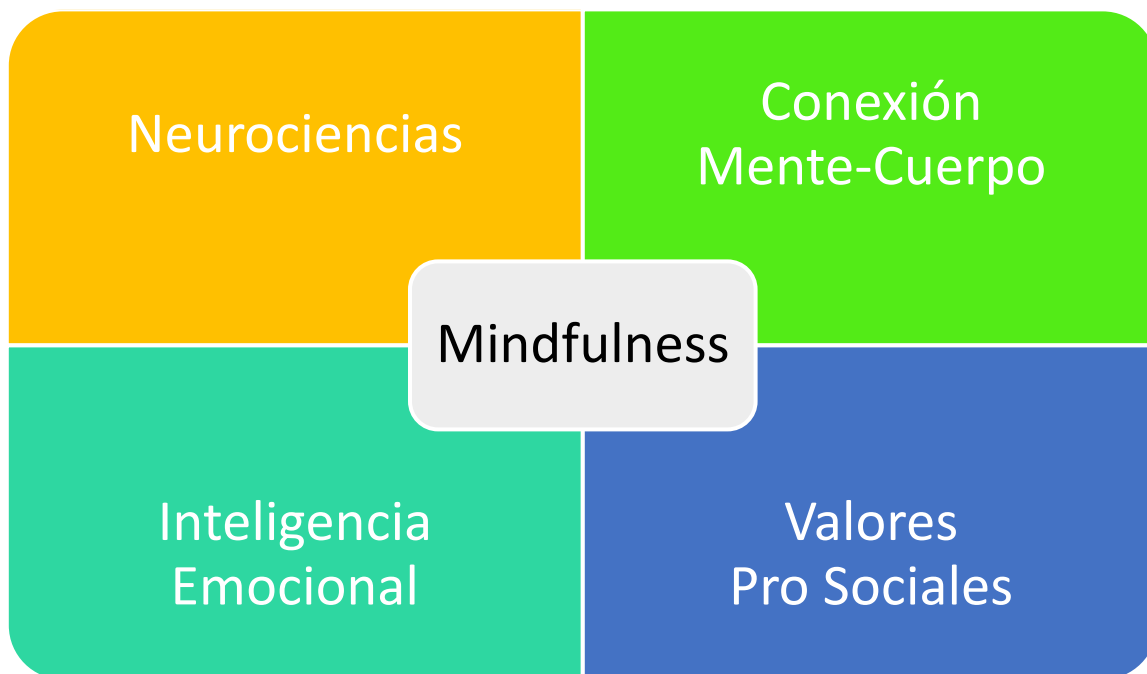 Neurociencias
Conexión
Mente-Cuerpo
Mindfulness
Inteligencia
Emocional
Valores
Pro Sociales